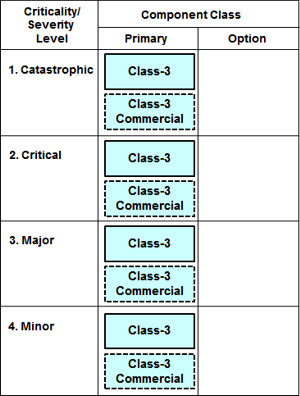 Criticality/
Severity
Level
Component Class
Primary
Option
1. Catastrophic
Class-3
Class-3
Commercial
2. Critical
Class-3
Class-3
Commercial
3. Major
Class-3
Class-3
Commercial
4. Minor
Class-3
Class-3
Commercial